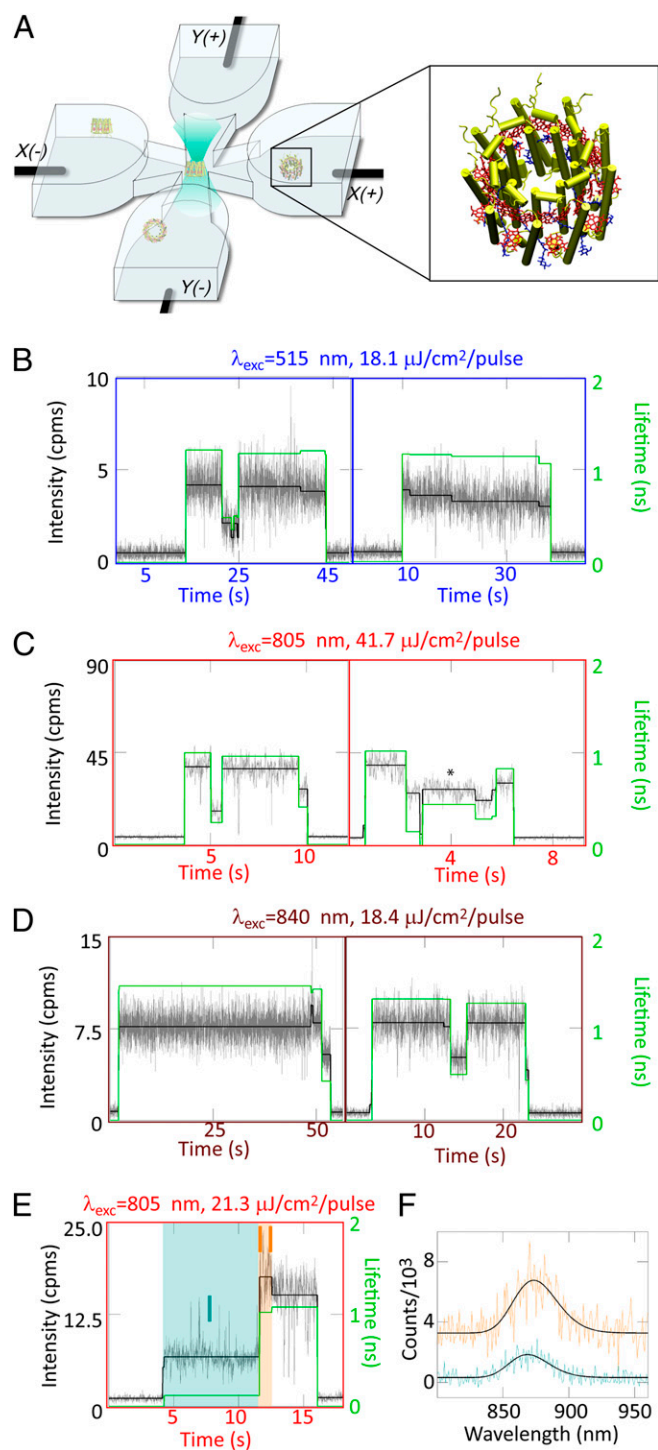 A
Y(+)
X(-)
X(+)
Y(-)
B
λexc=515 nm, 18.1 μJ/cm²/pulse
Intensity (cpms)
10
5
0
5
25
45
Time (s)
10
30
Time (s)
2
1
0
Lifetime (ns)
C
λexc=805 nm, 41.7 μJ/cm²/pulse
Intensity (cpms)
90
45
0
5
10
Time (s)
*
4
8
Time (s)
2
1
0
Lifetime (ns)
D
λexc=840 nm, 18.4 μJ/cm²/pulse
Intensity (cpms)
15
7.5
0
25
50
Time (s)
10
20
Time (s)
2
1
0
Lifetime (ns)
E
λexc=805 nm, 21.3 μJ/cm²/pulse
Intensity (cpms)
25.0
12.5
0.0
5
10
15
Time (s)
2
1
0
Lifetime (ns)
F
Counts/10³
8
4
0
850
900
950
Wavelength (nm)